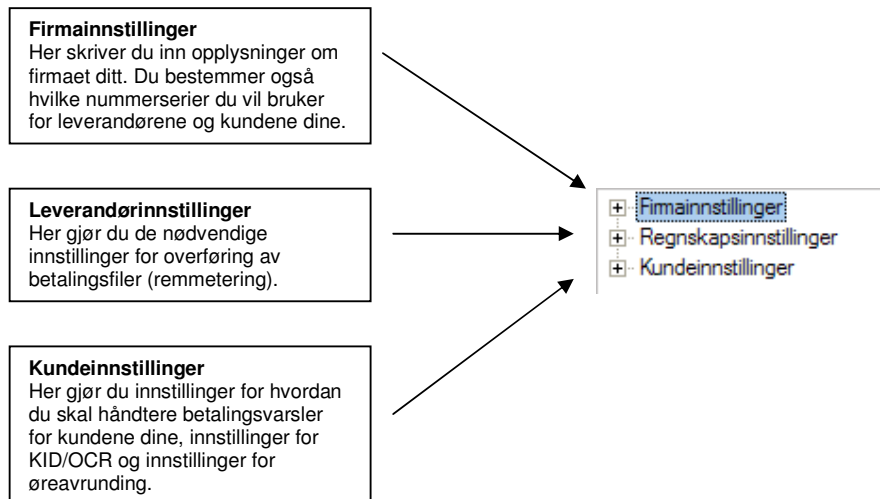 Firmainnstillinger
Her skriver du inn opplysninger om
firmaet ditt. Du bestemmer også
hvilke nummerserier du vil bruker
for leverandørene og kundene dine.
Leverandørinnstillinger
Her gjør du de nødvendige
innstillinger for overføring av
betalingsfiler (remmetering).
Kundeinnstillinger
Her gjør du innstillinger for hvordan
du skal håndtere betalingsvarsler
for kundene dine, innstillinger for
KID/OCR og innstillinger for
øreavrunding.
Firmainnstillinger
Regnskapsinnstillinger
Kundeinnstillinger